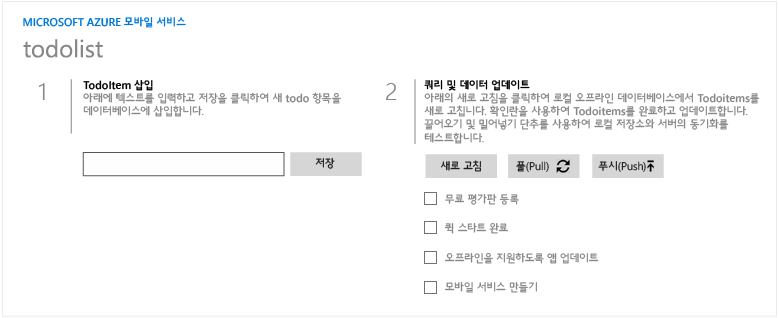 MICROSOFT AZURE 모바일 서비스
todolist
1
TodoItem 삽입
아래에 텍스트를 입력하고 저장을 클릭하여 새 todo 항목을
데이터베이스에 삽입합니다.
저장
2
쿼리 및 데이터 업데이트
아래의 새로 고침을 클릭하여 로컬 오프라인 데이터베이스에서 Todoitems를
새로 고칩니다. 확인란을 사용하여 Todoitems를 완료하고 업데이트합니다.
끌어오기 및 밀어넣기 단추를 사용하여 로컬 저장소와 서버의 동기화를
테스트합니다.
새로 고침
풀(Pull)
푸시(Push)
무료 평가판 등록
퀵 스타트 완료
오프라인을 지원하도록 앱 업데이트
모바일 서비스 만들기